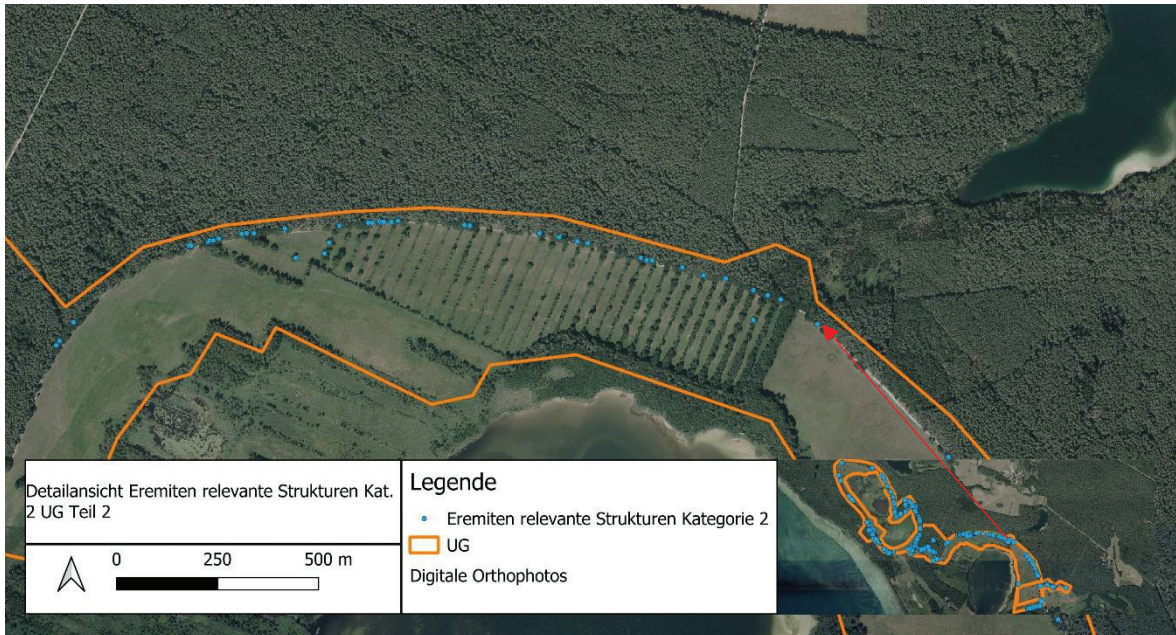 Detailansicht Eremiten relevante Strukturen Kat.
2 UG Teil 2
0 250 500 m
Legende
Eremiten relevante Strukturen Kategorie 2
UG
Digitale Orthophotos